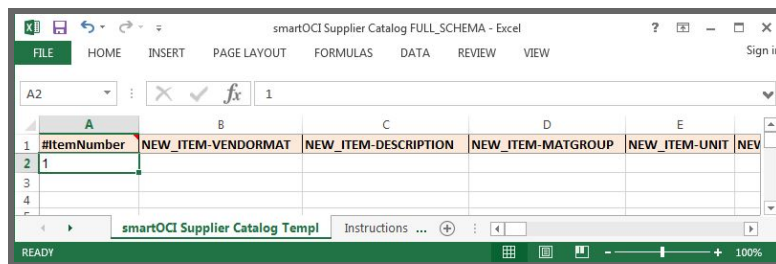 smartOCI Supplier Catalog FULL_SCHEMA - Excel
FILE HOME INSERT PAGE LAYOUT FORMULAS DATA REVIEW VIEW Sign i
A2 fx 1
A B C D E
1 #ItemNumber NEW_ITEM-VENDORMAT NEW_ITEM-DESCRIPTION NEW_ITEM-MATGROUP NEW_ITEM-UNIT NEV
2 1
3
4
smartOCI Supplier Catalog Templ Instructions ...
READY 100%